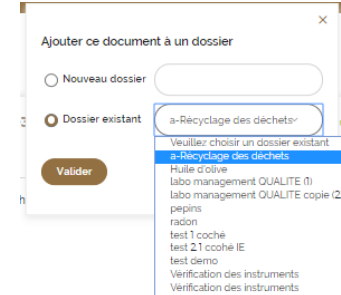 ×
Ajouter ce document à un dossier
Nouveau dossier
Dossier existant
a-Récyclage des déchets
Veuillez choisir un dossier existant
a-Récyclage des déchets
Valider
Huile d'olive
labo management QUALITE (1)
labo management QUALITE copie (2
pepins
radon
test 1 coché
test 2.1 ccohé IE
test demo
Vérification des instruments
Vérification des instruments